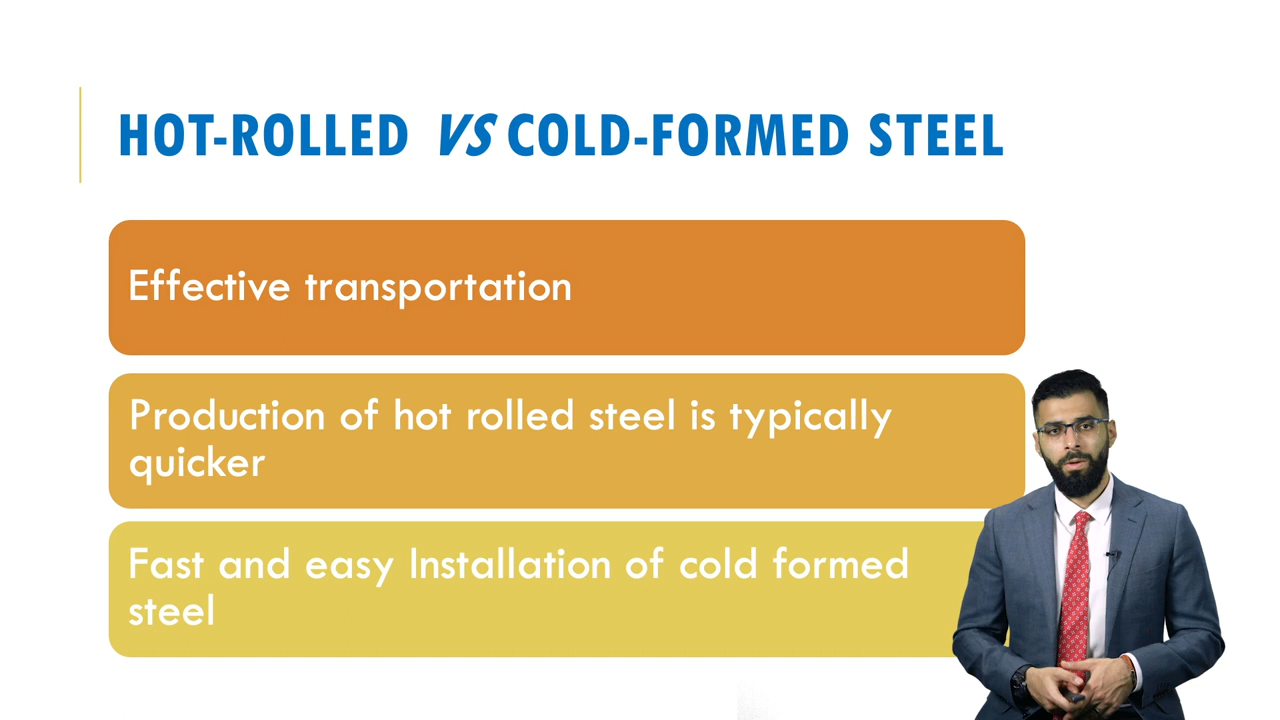 HOT-ROLLED VS COLD-FORMED STEEL
Effective transportation
Production of hot rolled steel is typically
quicker
Fast and easy Installation of cold formed
steel